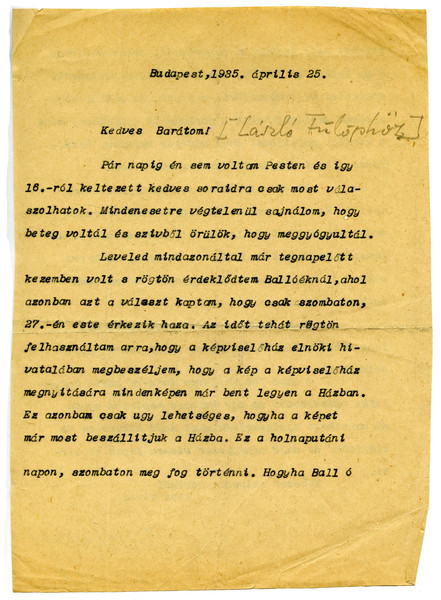 Budapest,1935. április 25.
Kedves Barátom! [László Fülöphöz]
Pár napig én sem voltam Pesten és igy
16.-ról keltezett kedves soraidra csak most vála-
szolhatok. Mindenesetre végtelenül sajnálom, hogy
beteg voltál és szivből örülök, hogy meggyógyultál.
Leveled mindazonáltal már tegnapelőtt
kezemben volt s rögtön érdeklődtem Ballóéknál,ahol
azonban azt a választ kaptam, hogy csak szombaton,
27.-én este érkezik haza. Az időt tehát rögtön
felhasználtam arra,hogy a képviselőház elnöki hi-
vatalában megbeszéljem, hogy a kép a képviselőház
megnyitására mindenképen már bent legyen a Házban.
Ez azonbam csak ugy lehetséges, hogyha a képet
már most beszállitjuk a Házba. Ez a holnaputáni
napon, szombaton meg fog történni. Hogyha Ball ó